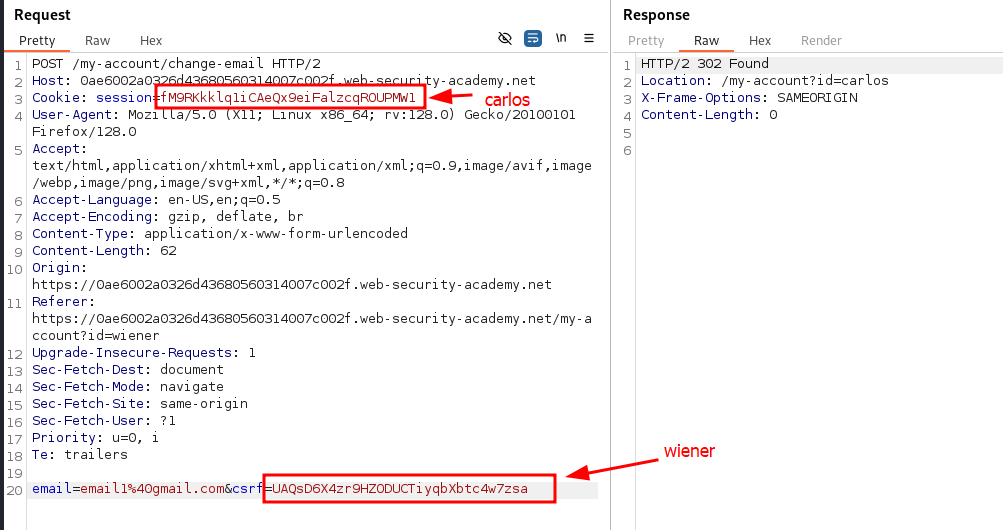 Request
Pretty Raw Hex
\n
1 POST /my-account/change-email HTTP/2
2 Host: 0ae6002a0326d43680560314007c002f.web-security-academy.net
3 Cookie: session=fM9RKkklq1iCAeQx9eiFalzcqROUPMW1
carlos
4 User-Agent: Mozilla/5.0 (X11; Linux x86_64; rv:128.0) Gecko/20100101
Firefox/128.0
5 Accept:
text/html,application/xhtml+xml,application/xml;q=0.9,image/avif,image
/webp,image/png,image/svg+xml,*/*;q=0.8
6 Accept-Language: en-US,en;q=0.5
7 Accept-Encoding: gzip, deflate, br
8 Content-Type: application/x-www-form-urlencoded
9 Content-Length: 62
10 Origin:
https://0ae6002a0326d43680560314007c002f.web-security-academy.net
11 Referer:
https://0ae6002a0326d43680560314007c002f.web-security-academy.net/my-a
ccount?id=wiener
12 Upgrade-Insecure-Requests: 1
13 Sec-Fetch-Dest: document
14 Sec-Fetch-Mode: navigate
15 Sec-Fetch-Site: same-origin
16 Sec-Fetch-User: ?1
17 Priority: u=0, i
18 Te: trailers
19
wiener
20 email=email1%40gmail.com&csrf=UAQsD6X4zr9HZ0DUCTiyqbXbtc4w7zsa
Response
Pretty Raw Hex Render
1 HTTP/2 302 Found
2 Location: /my-account?id=carlos
3 X-Frame-Options: SAMEORIGIN
4 Content-Length: 0
5
6